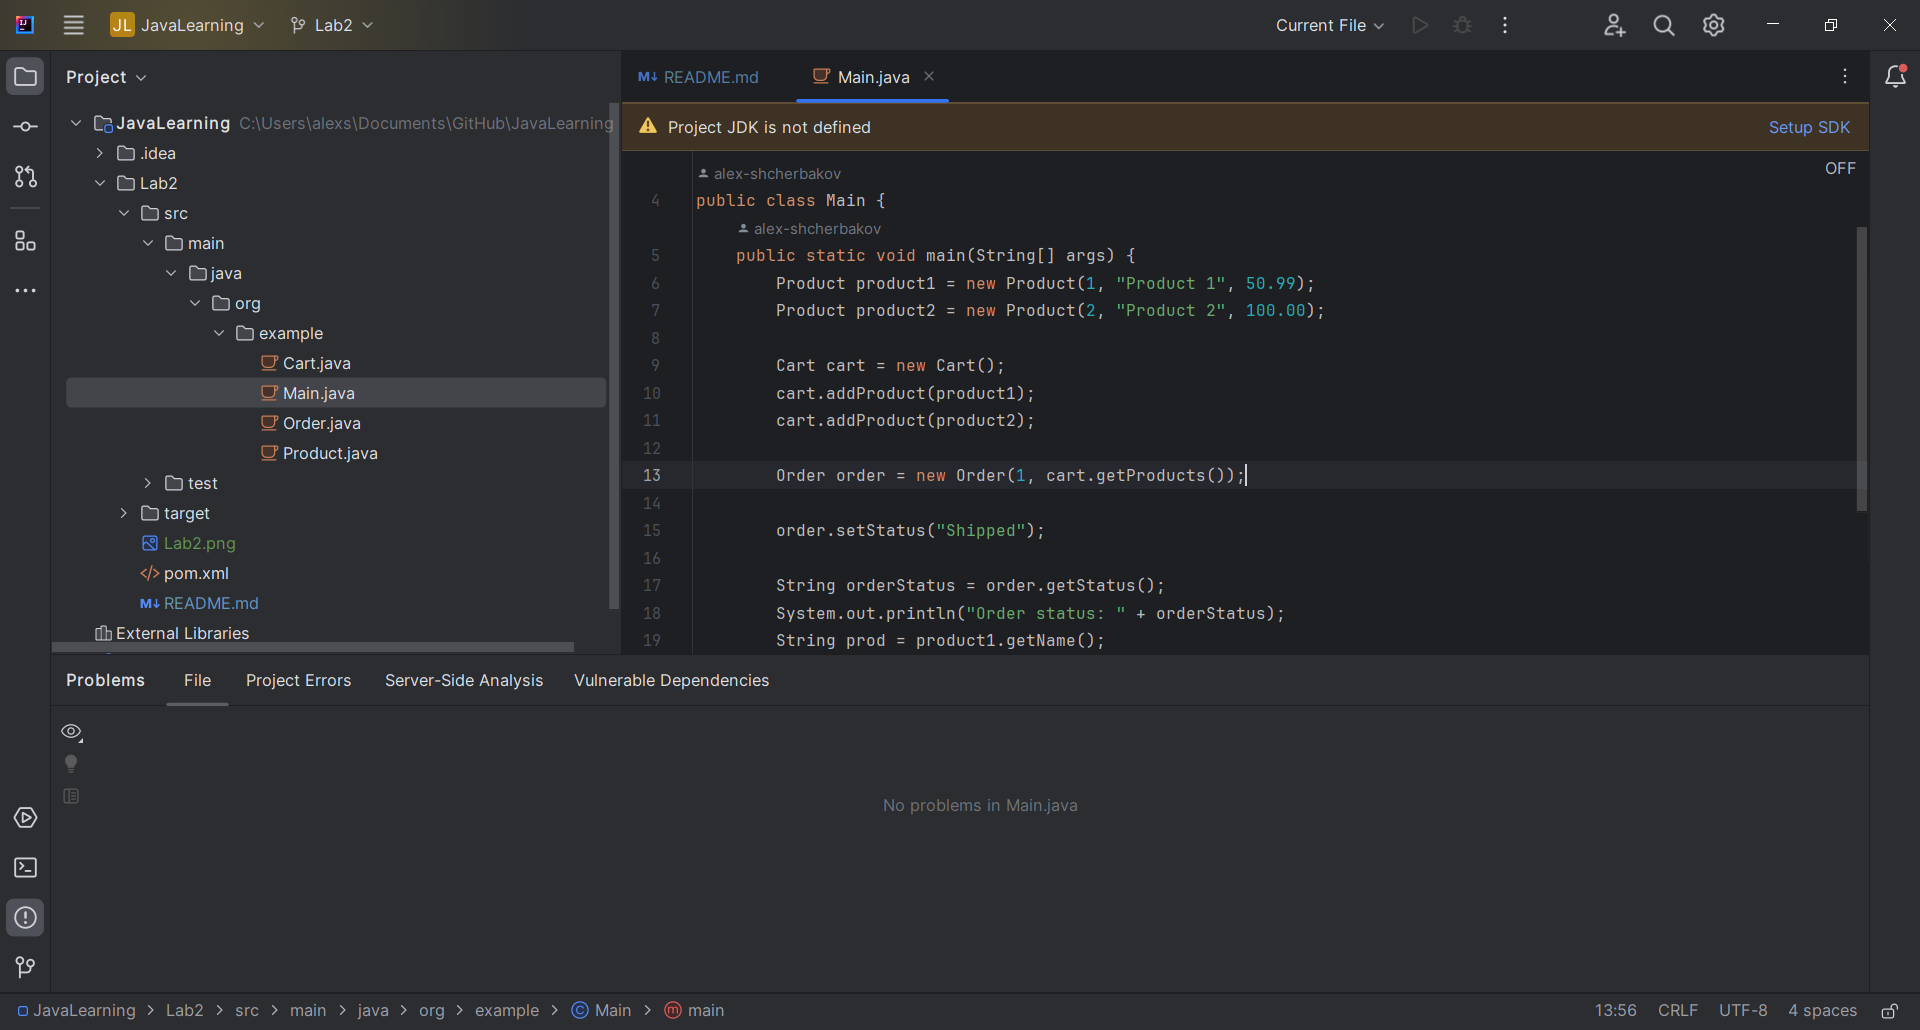 JL JavaLearning Lab2 Current File
Project
README.md Main.java
JavaLearning C:\Users\alexs\Documents\GitHub\JavaLearning
Project JDK is not defined Setup SDK
.idea
Lab2
src
main
java
org
example
Cart.java
Main.java
Order.java
Product.java
test
target
Lab2.png
pom.xml
README.md
External Libraries
OFF
alex-shcherbakov
4 public class Main {
alex-shcherbakov
5 public static void main(String[] args) {
6 Product product1 = new Product(1, "Product 1", 50.99);
7 Product product2 = new Product(2, "Product 2", 100.00);
8
9 Cart cart = new Cart();
10 cart.addProduct(product1);
11 cart.addProduct(product2);
12
13 Order order = new Order(1, cart.getProducts());
14
15 order.setStatus("Shipped");
16
17 String orderStatus = order.getStatus();
18 System.out.println("Order status: " + orderStatus);
19 String prod = product1.getName();
Problems File Project Errors Server-Side Analysis Vulnerable Dependencies
No problems in Main.java
JavaLearning > Lab2 > src > main > java > org > example > Main > main 13:56 CRLF UTF-8 4 spaces